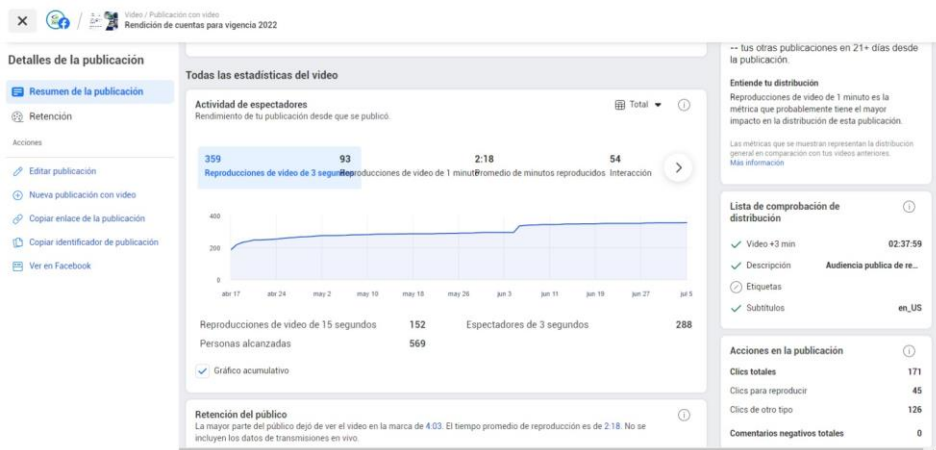 Video / Publicación con video
Rendición de cuentas para vigencia 2022
Detalles de la publicación
Resumen de la publicación
Retención
Acciones
Editar publicación
Nueva publicación con video
Copiar enlace de la publicación
Copiar identificador de publicación
Ver en Facebook
Todas las estadísticas del video
Actividad de espectadores
Total
Rendimiento de tu publicación desde que se publicó.
359 93 2:18 54
Reproducciones de video de 3 segundos Reproducciones de video de 1 minuto Promedio de minutos reproducidos Interacción
400
200
0
abr 17 abr 24 may 2 may 10 may 18 may 26 jun 3 jun 11 jun 19 jun 27 jul 5
Reproducciones de video de 15 segundos 152 Espectadores de 3 segundos 288
Personas alcanzadas 569
Gráfico acumulativo
Retención del público
La mayor parte del público dejó de ver el video en la marca de 4:03. El tiempo promedio de reproducción es de 2:18. No se
incluyen los datos de transmisiones en vivo.
-- tus otras publicaciones en 21+ días desde
la publicación.
Entiende tu distribución
Reproducciones de video de 1 minuto es la
métrica que probablemente tiene el mayor
impacto en la distribución de esta publicación.
Las métricas que se muestran representan la distribución
general en comparación con tus videos anteriores.
Más información
Lista de comprobación de
distribución
Video +3 min 02:37:59
Descripción Audiencia publica de re...
Etiquetas
Subtítulos en_US
Acciones en la publicación
Clics totales 171
Clics para reproducir 45
Clics de otro tipo 126
Comentarios negativos totales 0